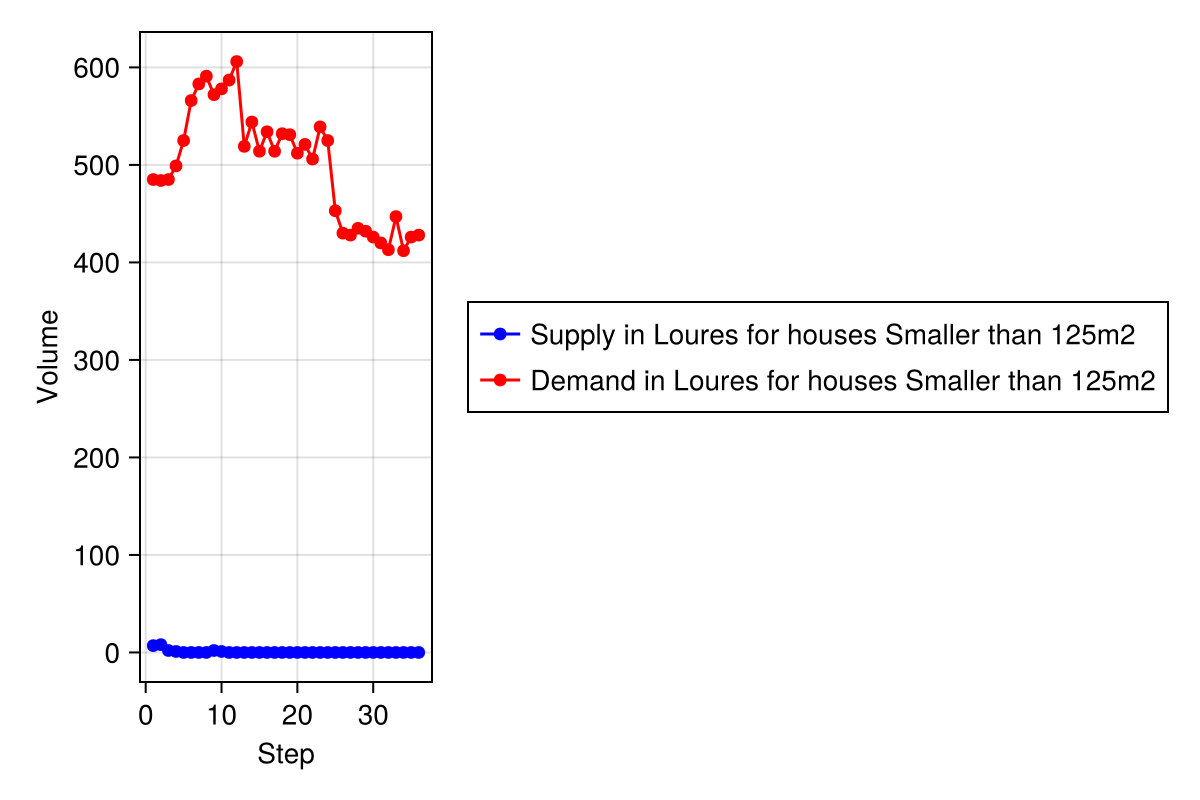 600
500
400
300
200
100
0
Volume
0 10 20 30
Step
Supply in Loures for houses Smaller than 125m2
Demand in Loures for houses Smaller than 125m2